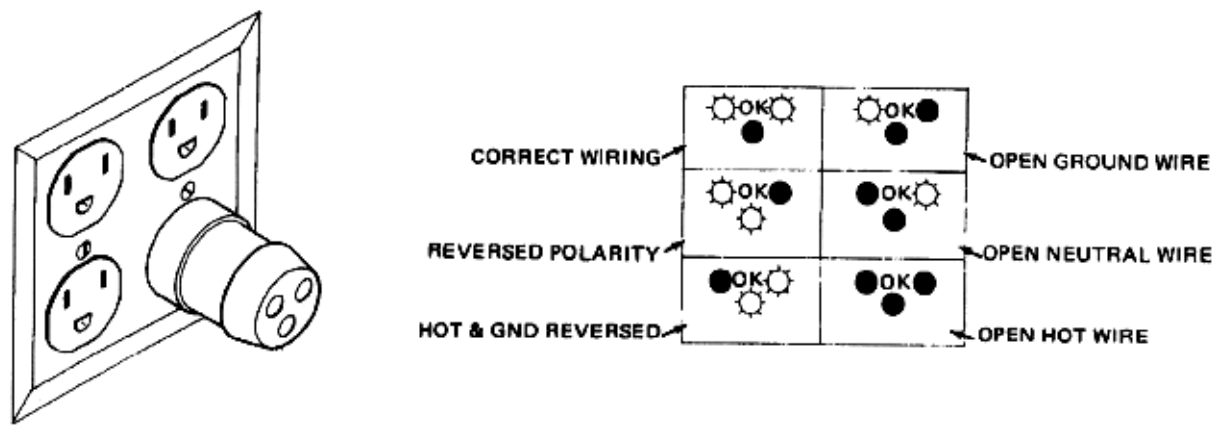 OK OK
CORRECT WIRING
OPEN GROUND WIRE
OK OK
REVERSED POLARITY
OPEN NEUTRAL WIRE
OK OK
HOT & GND REVERSED
OPEN HOT WIRE